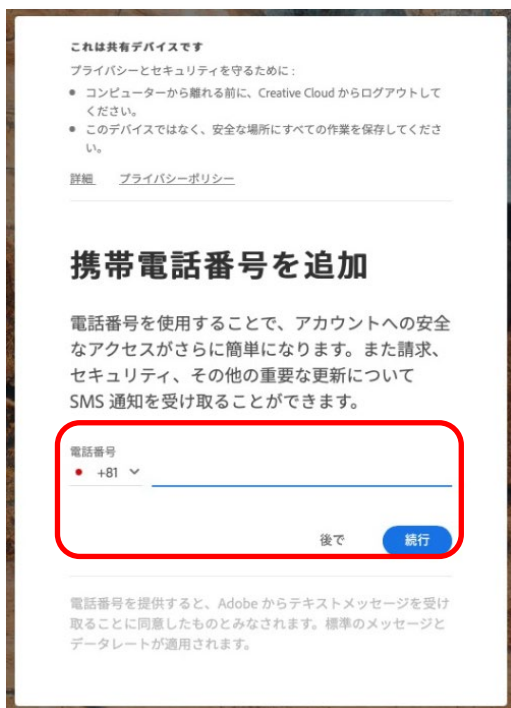 これは共有デバイスです
プライバシーとセキュリティを守るために :
• コンピューターから離れる前に、Creative Cloud からログアウトして
ください。
• このデバイスではなく、安全な場所にすべての作業を保存してくださ
い。
詳細 プライバシーポリシー
携帯電話番号を追加
電話番号を使用することで、アカウントへの安全
なアクセスがさらに簡単になります。また請求、
セキュリティ、その他の重要な更新について
SMS 通知を受け取ることができます。
電話番号
+81
後で 続行
電話番号を提供すると、Adobe からテキストメッセージを受け
取ることに同意したものとみなされます。標準のメッセージと
データレートが適用されます。